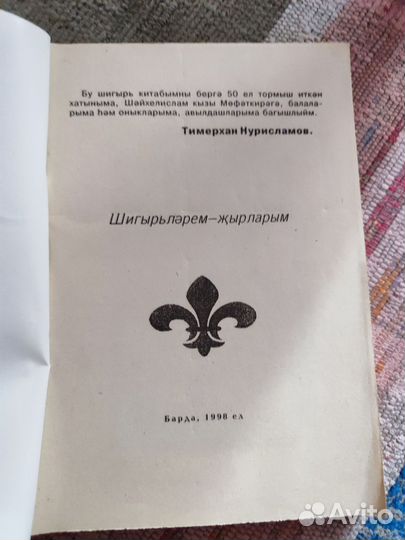 Бу шигырь китабымны бергә 50 ел тормыш иткән
хатыныма, Шәйхелислам кызы Мәфәткирәгә, балала-
рыма һәм оныкларыма, авылдашларыма багышлыйм.
Тимерхан Нурисламов.
Шигырьләрем—җырларым
Барда, 1998 ел
Avito